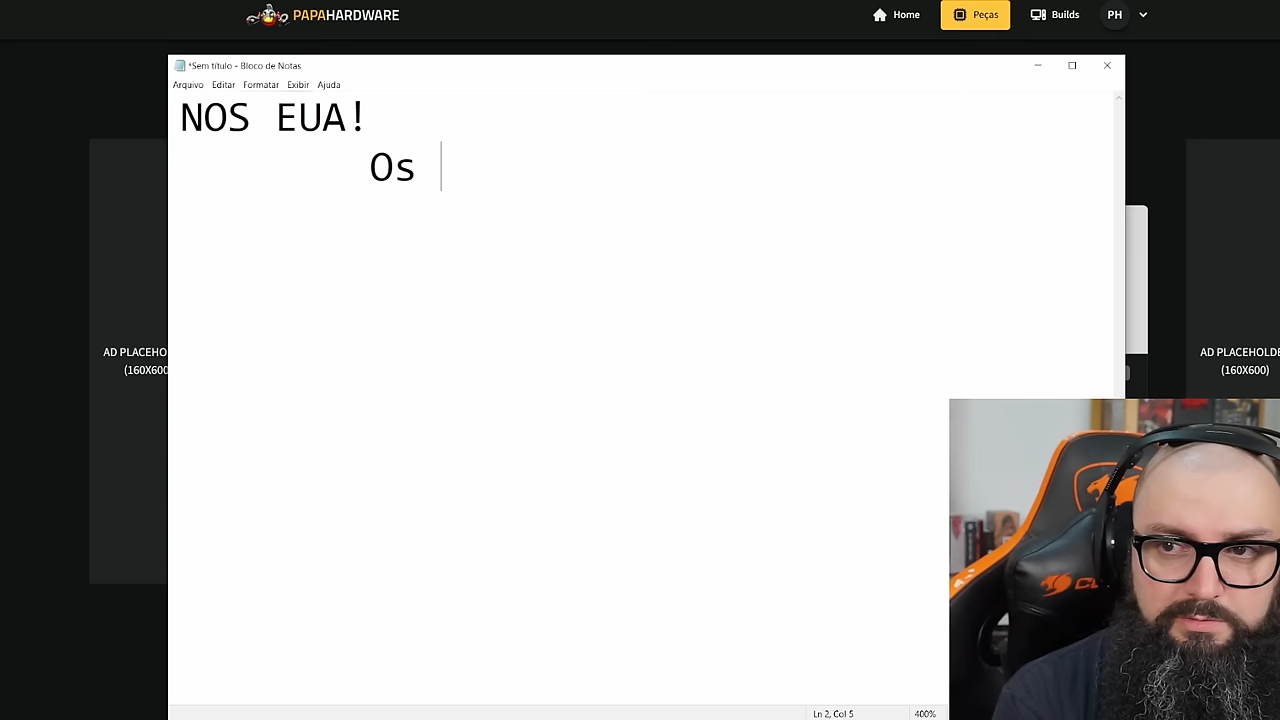 PAPAHARDWARE
Home
Peças
Builds
PH
*Sem título - Bloco de Notas
Arquivo Editar Formatar Exibir Ajuda
NOS EUA!
Os
AD PLACEHO
(160X600
AD PLACEHOLDE
(160X600)
Ln 2, Col 5
400%